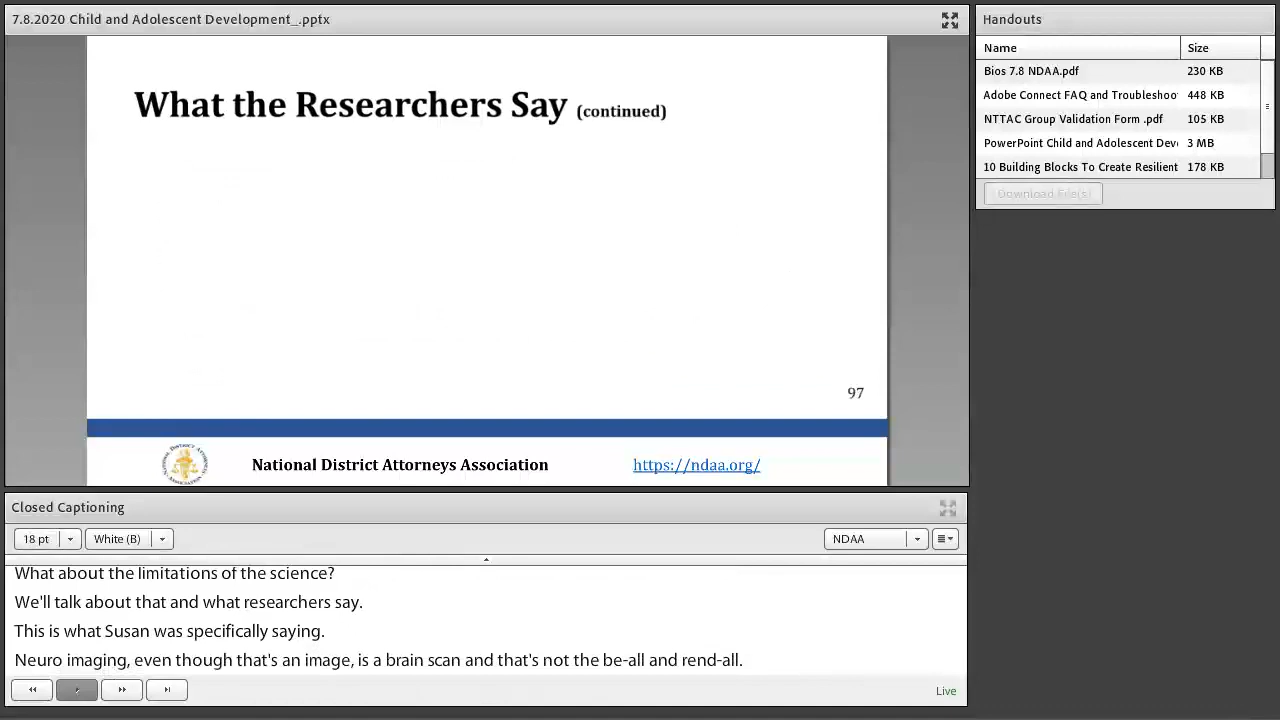 7.8.2020 Child and Adolescent Development_.pptx
What the Researchers Say (continued)
97
National District Attorneys Association
https://ndaa.org/
Handouts
Name Size
Bios 7.8 NDAA.pdf 230 KB
Adobe Connect FAQ and Troubleshoo 448 KB
NTTAC Group Validation Form .pdf 105 KB
PowerPoint Child and Adolescent Dev 3 MB
10 Building Blocks To Create Resilient 178 KB
Download File(s)
Closed Captioning
18 pt White (B) NDAA
What about the limitations of the science?
We'll talk about that and what researchers say.
This is what Susan was specifically saying.
Neuro imaging, even though that's an image, is a brain scan and that's not the be-all and rend-all.
Live